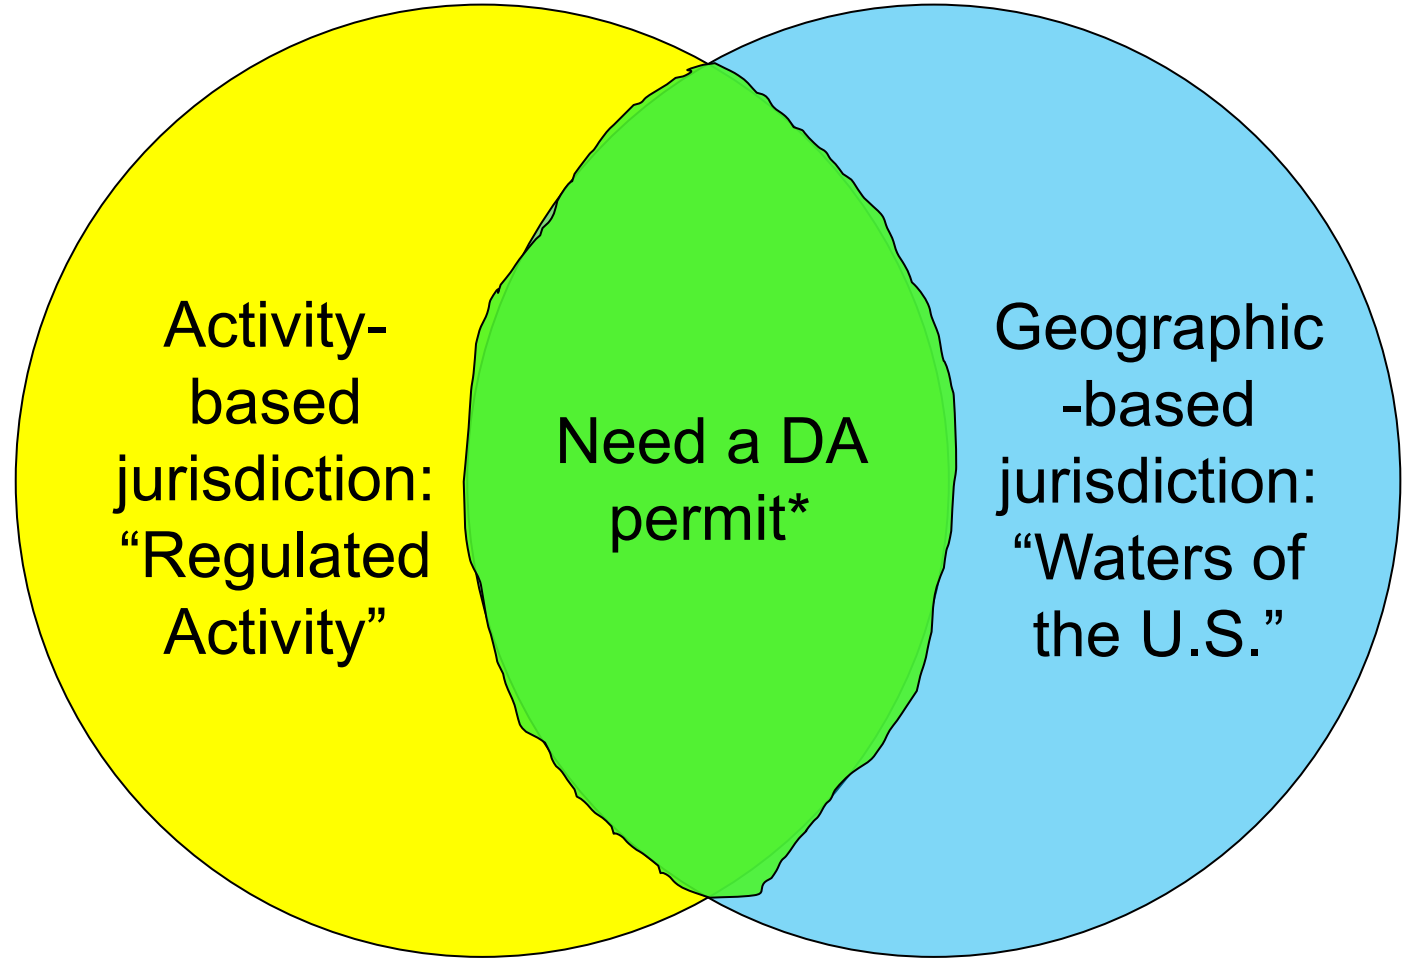 Activity-
based
jurisdiction:
“Regulated
Activity”
Need a DA
permit*
Geographic
-based
jurisdiction:
“Waters of
the U.S.”